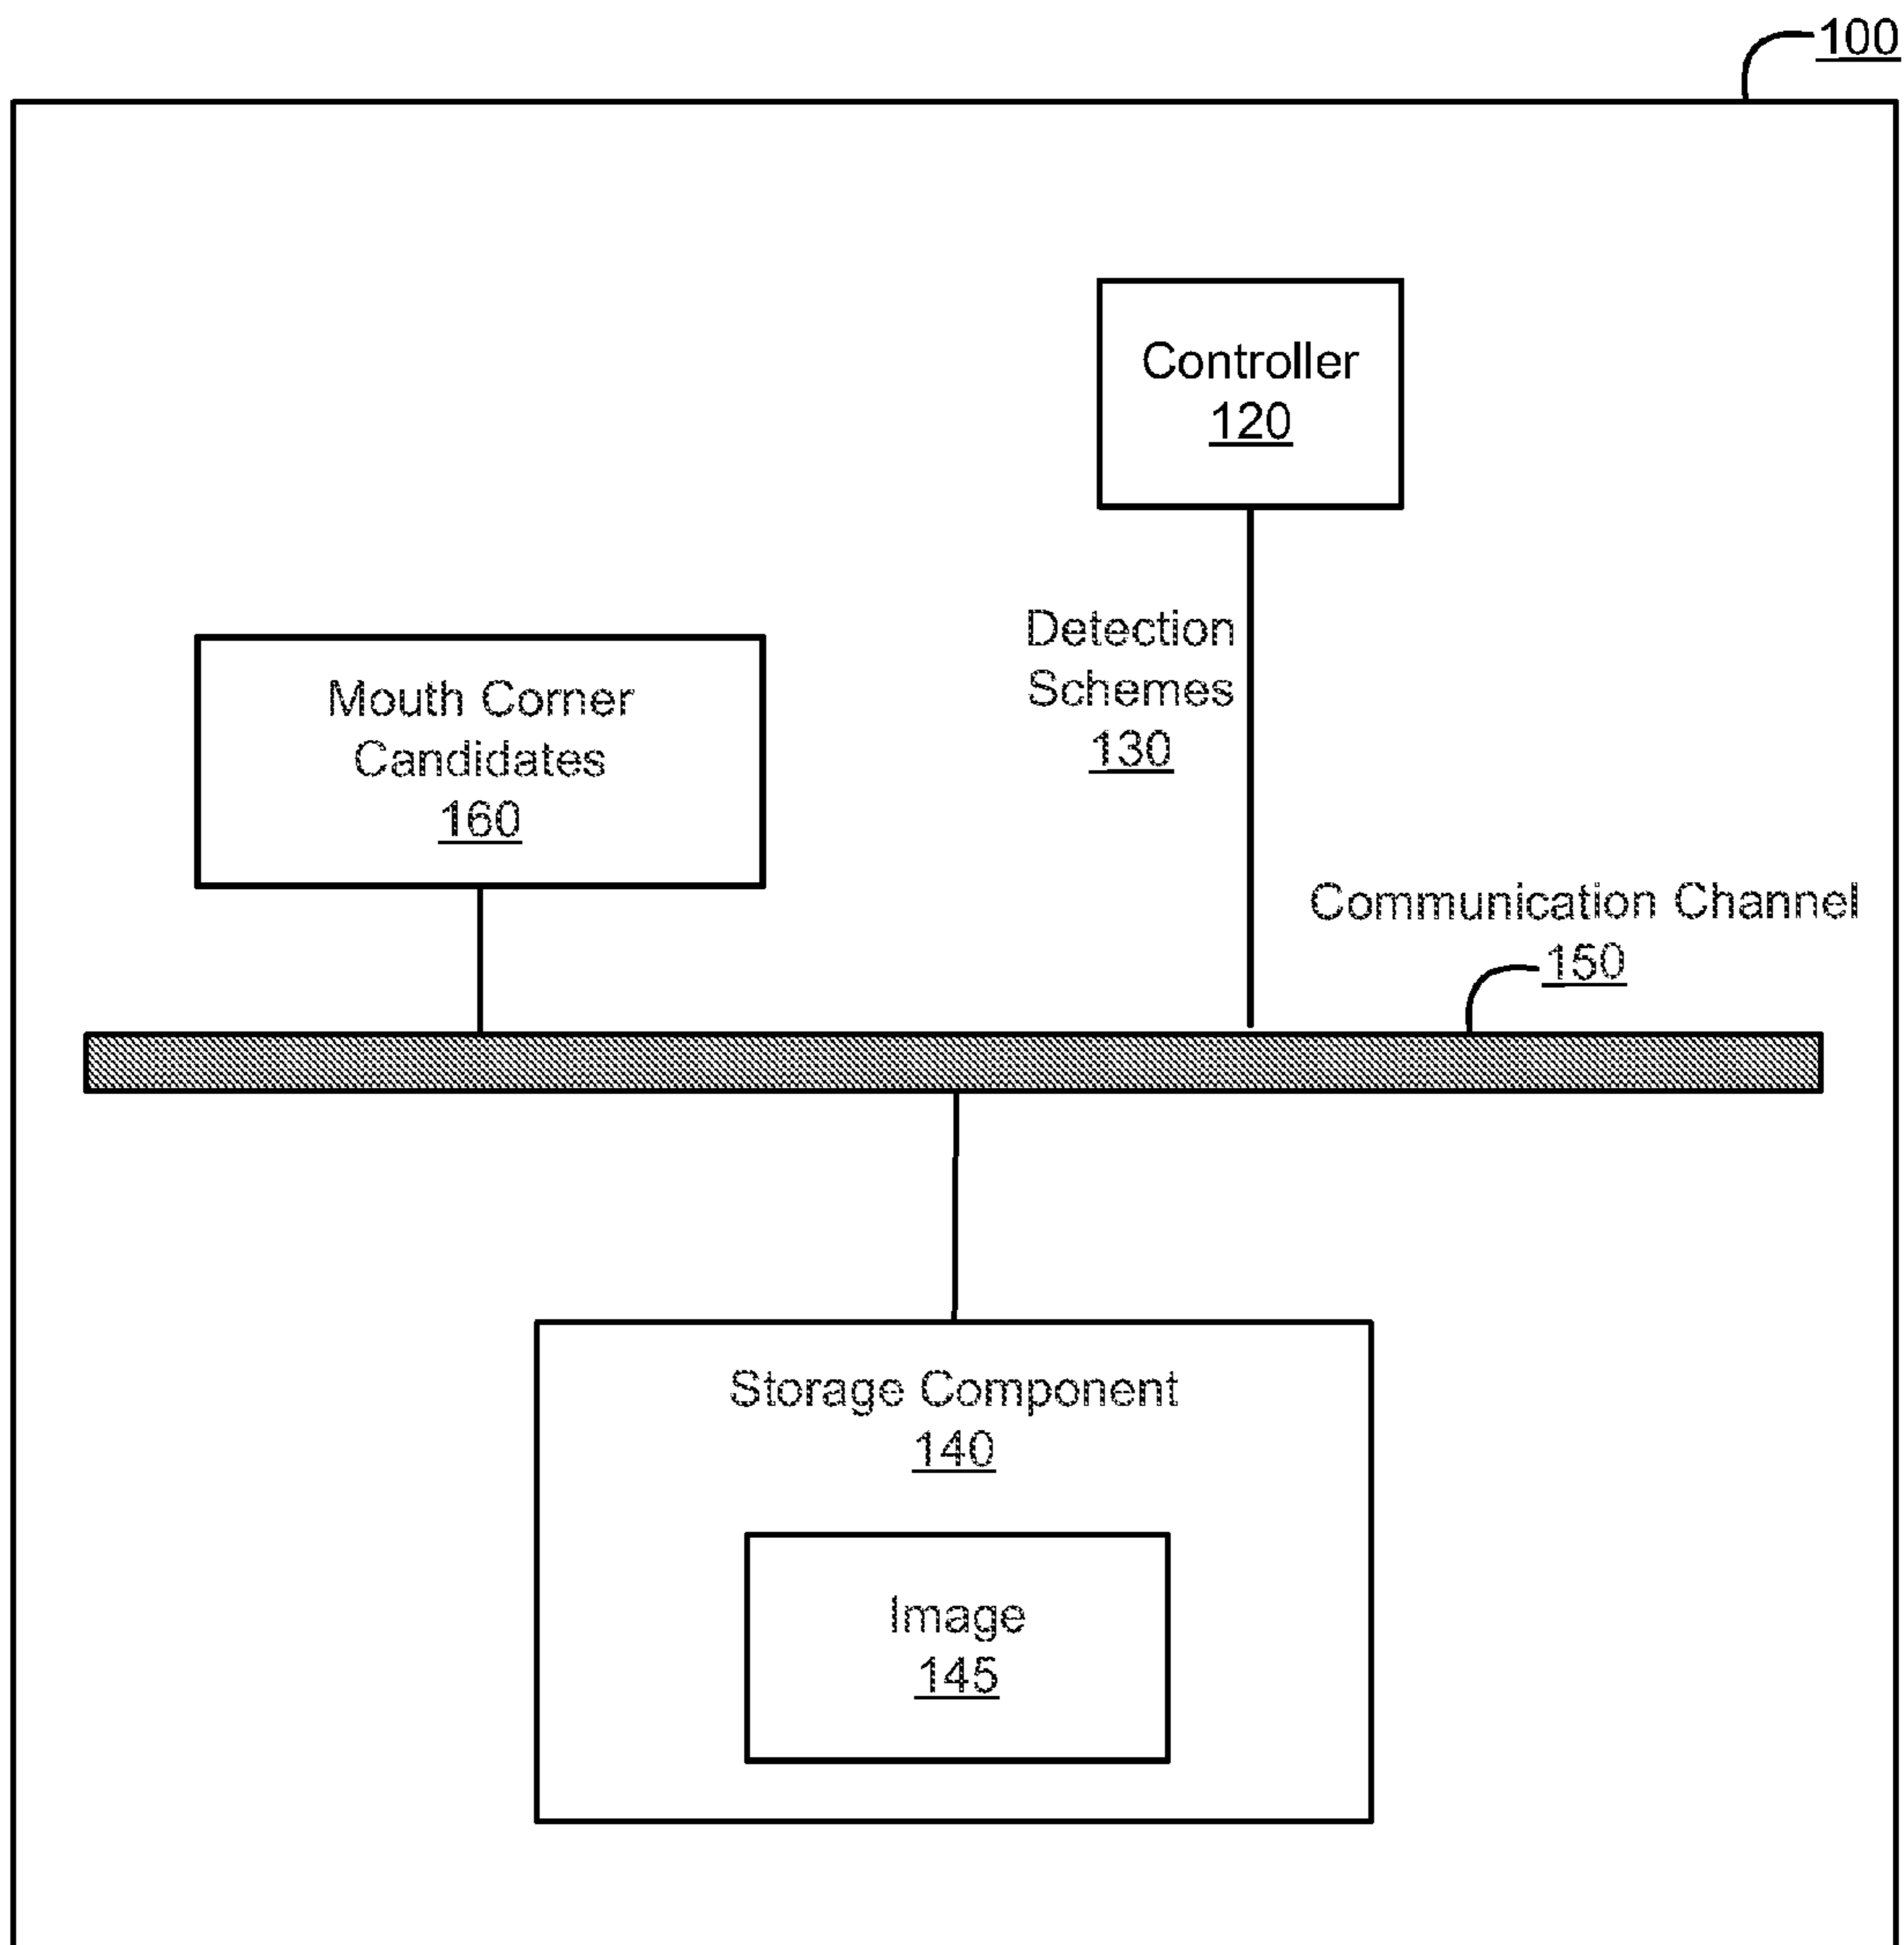 100
Controller
120
Detection
Schemes
130
Mouth Corner
Candidates
160
Communication Channel
150
Storage Component
140
Image
145